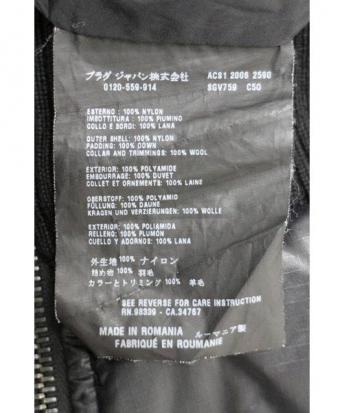 プラダ ジャパン株式会社 ACS1 2006 2590
0120-559-914 SGV759 C50
ESTERNO : 100% NYLON
IMBOTTITURA : 100% PIUMINO
COLLO E BORDI : 100% LANA
OUTER SHELL : 100% NYLON
PADDING : 100% DOWN
COLLAR AND TRIMMINGS : 100% WOOL
EXTERIOR : 100% POLYAMIDE
EMBOURRAGE : 100% DUVET
COLLET ET ORNEMENTS : 100% LAINE
OBERSTOFF : 100% POLYAMID
FÜLLUNG : 100% DAUNE
KRAGEN UND VERZIERUNGEN : 100% WOLLE
EXTERIOR : 100% POLIAMIDA
RELLENO : 100% PLUMÓN
CUELLO Y ADORNOS : 100% LANA
外生地 100% ナイロン
詰め物 100% 羽毛
カラーとトリミング 100% 羊毛
SEE REVERSE FOR CARE INSTRUCTION
RN.98339 - CA.34767
MADE IN ROMANIA ルーマニア製
FABRIQUÉ EN ROUMANIE